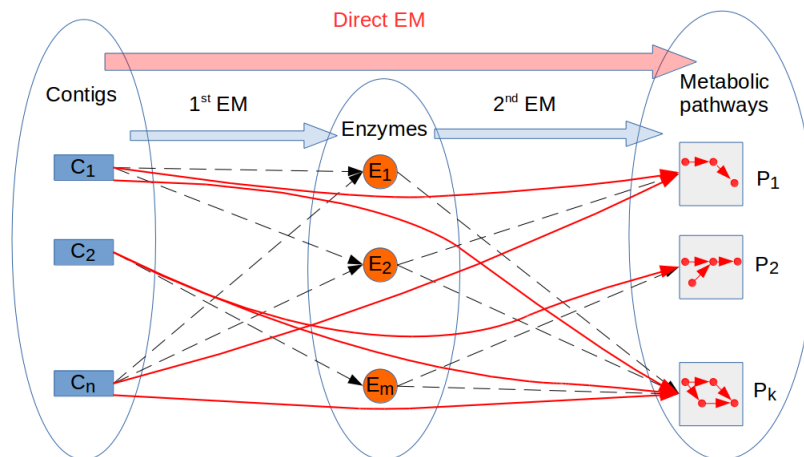 Direct EM
Contigs
1st EM
Enzymes
2nd EM
Metabolic
pathways
C1
E1
P1
C2
E2
P2
Cn
Em
Pk